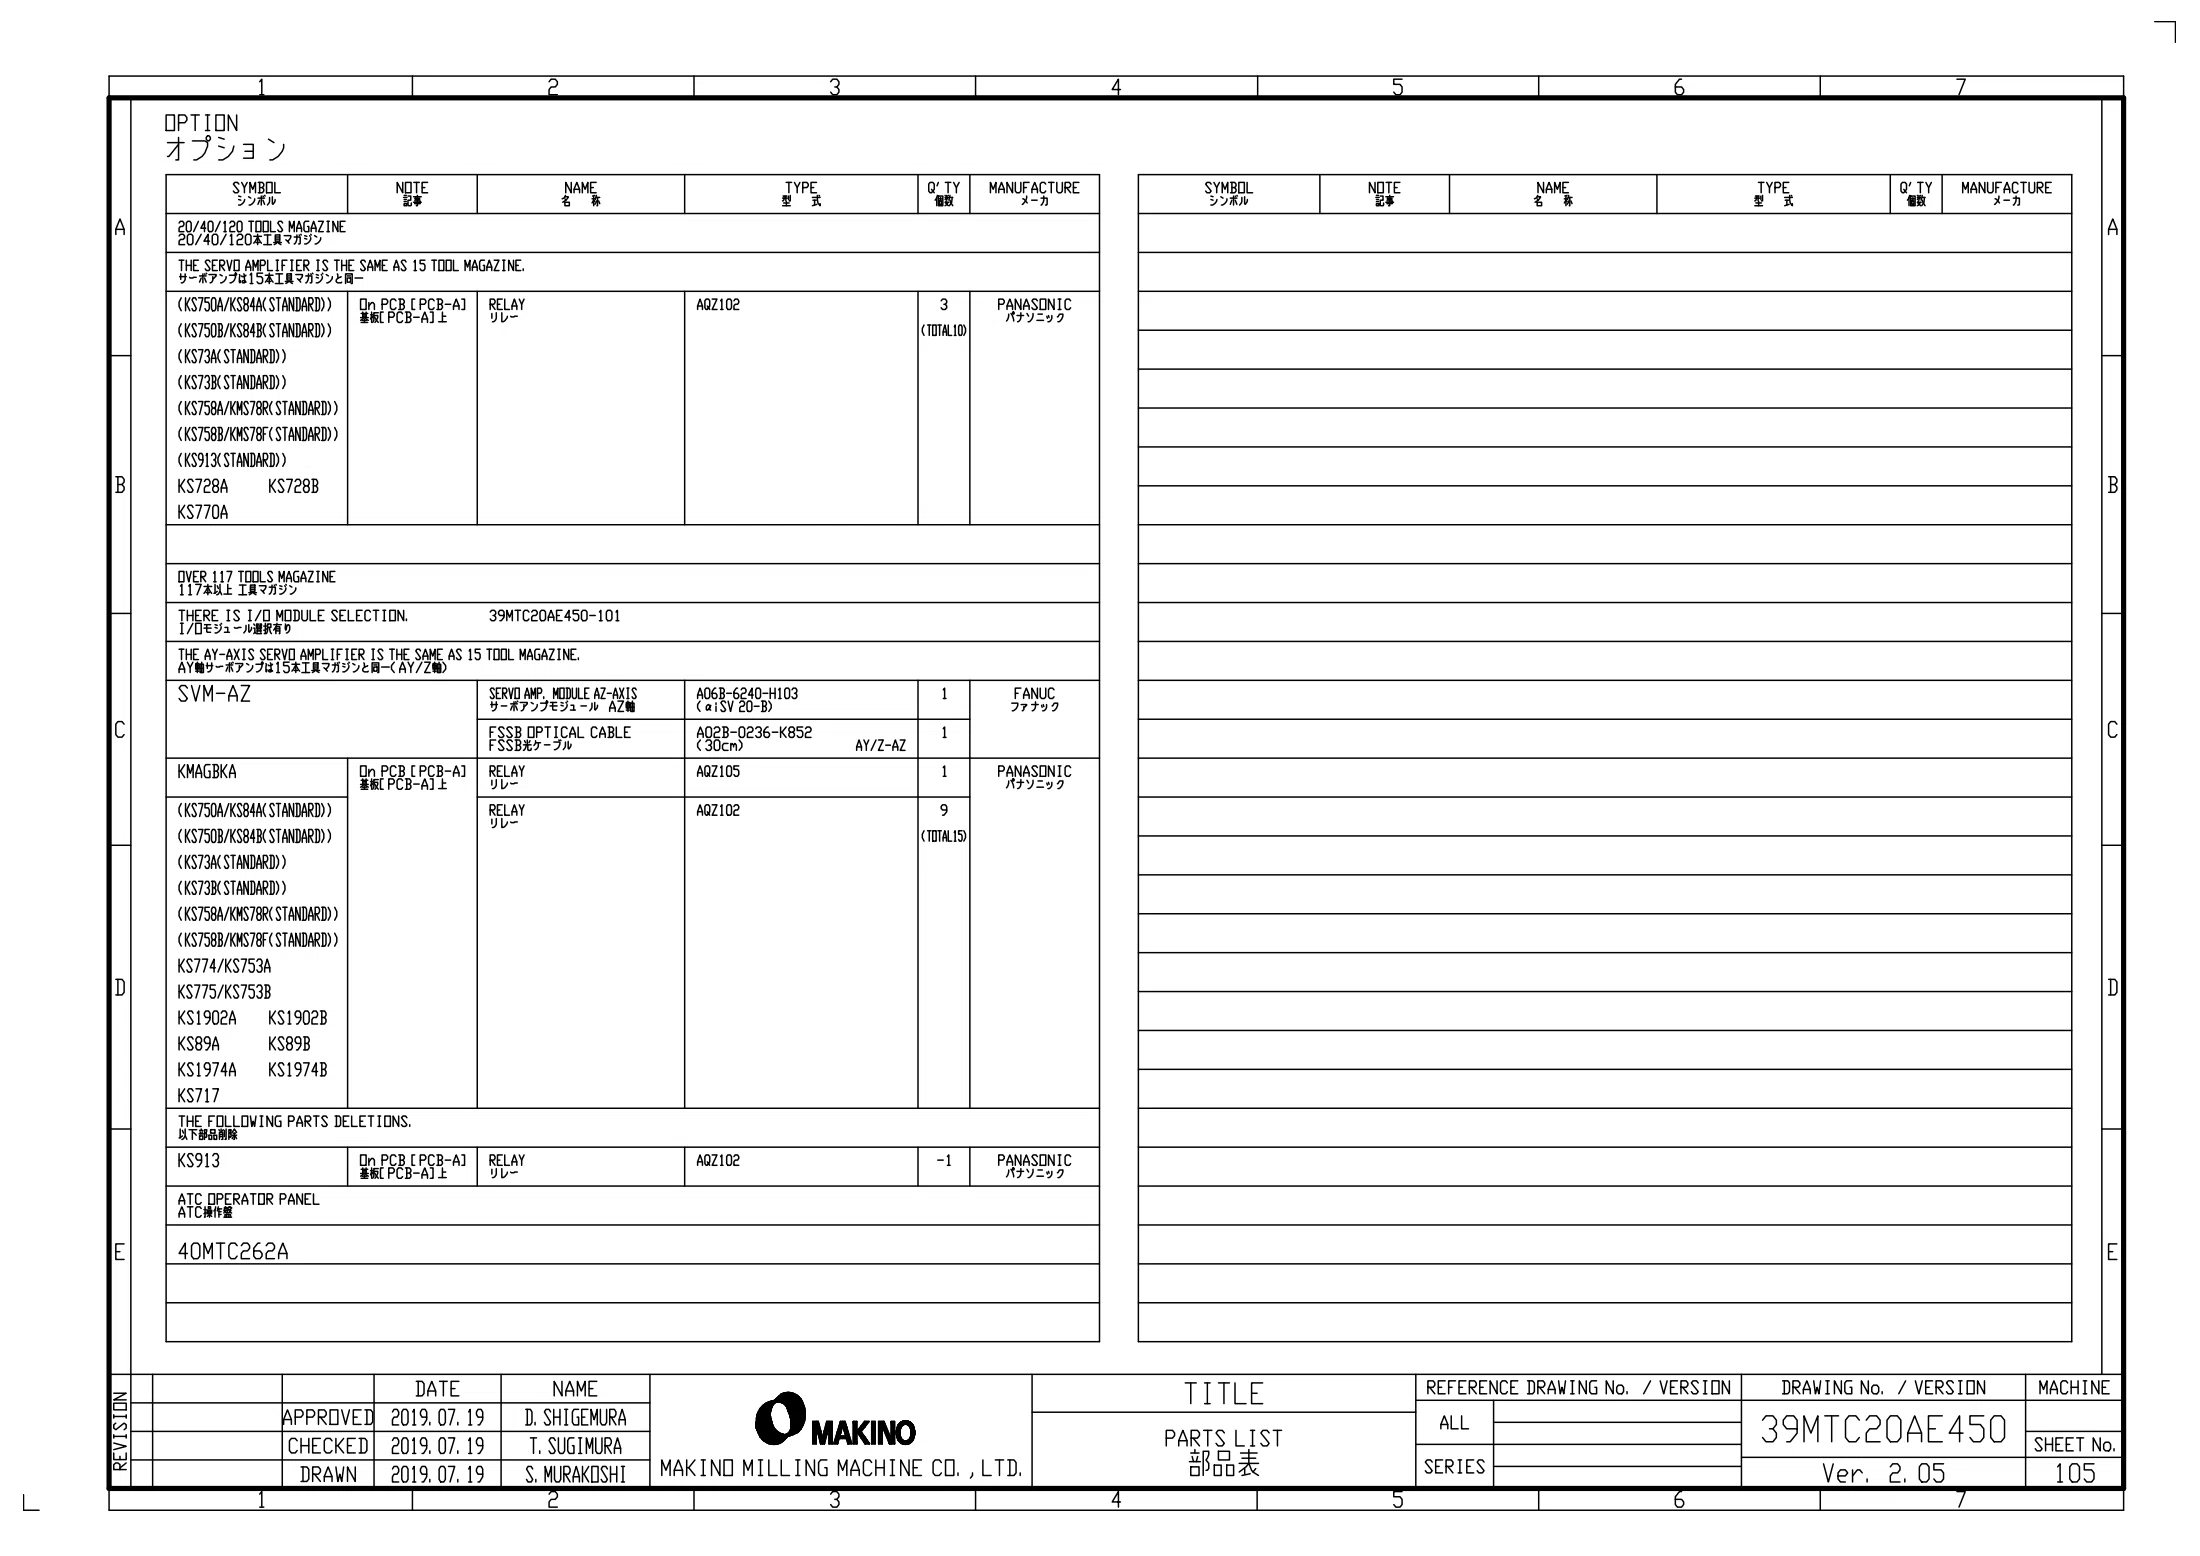 1 2 3 4 5 6 7
OPTION
オプション
SYMBOL NOTE NAME TYPE Q'TY MANUFACTURE
シンボル 記事 名 称 型 式 個数 メーカ
20/40/120 TOOLS MAGAZINE
20/40/120本工具マガジン
THE SERVO AMPLIFIER IS THE SAME AS 15 TOOL MAGAZINE.
サーボアンプは15本工具マガジンと同一
(KS750A/KS84A(STANDARD)) On PCB [PCB-A] RELAY AQZ102 3 PANASONIC
基板[PCB-A]上 リレー パナソニック
(KS750B/KS84B(STANDARD)) (TOTAL10)
(KS73A(STANDARD))
(KS73B(STANDARD))
(KS758A/KMS78R(STANDARD))
(KS758B/KMS78F(STANDARD))
(KS913(STANDARD))
KS728A KS728B
KS770A
OVER 117 TOOLS MAGAZINE
117本以上 工具マガジン
THERE IS I/O MODULE SELECTION. 39MTC20AE450-101
I/Oモジュール選択有り
THE AY-AXIS SERVO AMPLIFIER IS THE SAME AS 15 TOOL MAGAZINE.
AY軸サーボアンプは15本工具マガジンと同一(AY/Z軸)
SVM-AZ SERVO AMP. MODULE AZ-AXIS A06B-6240-H103 1 FANUC
サーボアンプモジュール AZ軸 (αiSV 20-B) ファナック
FSSB OPTICAL CABLE A02B-0236-K852 1
FSSB光ケーブル (30cm) AY/Z-AZ
KMAGBKA On PCB [PCB-A] RELAY AQZ105 1 PANASONIC
基板[PCB-A]上 リレー パナソニック
(KS750A/KS84A(STANDARD)) RELAY AQZ102 9
リレー
(KS750B/KS84B(STANDARD)) (TOTAL15)
(KS73A(STANDARD))
(KS73B(STANDARD))
(KS758A/KMS78R(STANDARD))
(KS758B/KMS78F(STANDARD))
KS774/KS753A
KS775/KS753B
KS1902A KS1902B
KS89A KS89B
KS1974A KS1974B
KS717
THE FOLLOWING PARTS DELETIONS.
以下部品削除
KS913 On PCB [PCB-A] RELAY AQZ102 -1 PANASONIC
基板[PCB-A]上 リレー パナソニック
ATC OPERATOR PANEL
ATC操作盤
40MTC262A
SYMBOL NOTE NAME TYPE Q'TY MANUFACTURE
シンボル 記事 名 称 型 式 個数 メーカ
A A
B B
C C
D D
E E
REVISION
DATE NAME
APPROVED 2019.07.19 D. SHIGEMURA
CHECKED 2019.07.19 T. SUGIMURA
DRAWN 2019.07.19 S. MURAKOSHI
MAKINO
MAKINO MILLING MACHINE CO.,LTD.
TITLE
PARTS LIST
部品表
REFERENCE DRAWING No. / VERSION
ALL
SERIES
DRAWING No. / VERSION
39MTC20AE450
Ver. 2.05
MACHINE
SHEET No.
105
1 2 3 4 5 6 7